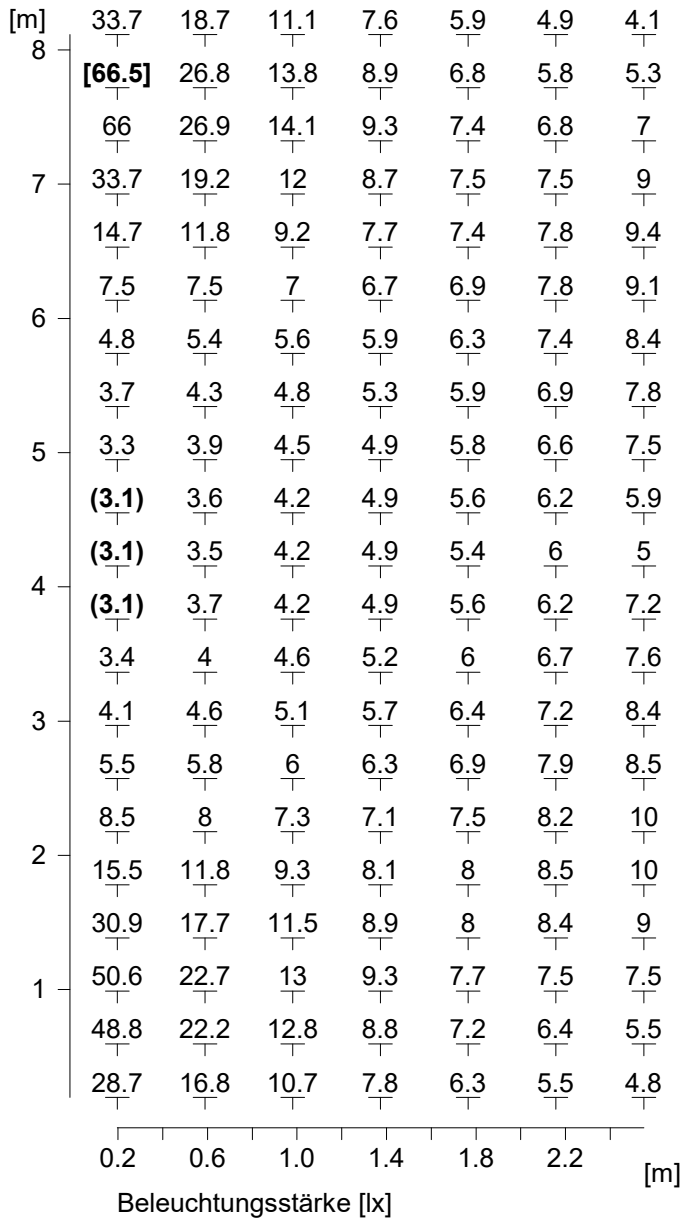 [m] 33.7 18.7 11.1 7.6 5.9 4.9 4.1
8
[66.5] 26.8 13.8 8.9 6.8 5.8 5.3
66 26.9 14.1 9.3 7.4 6.8 7
7 33.7 19.2 12 8.7 7.5 7.5 9
14.7 11.8 9.2 7.7 7.4 7.8 9.4
7.5 7.5 7 6.7 6.9 7.8 9.1
6
4.8 5.4 5.6 5.9 6.3 7.4 8.4
3.7 4.3 4.8 5.3 5.9 6.9 7.8
5 3.3 3.9 4.5 4.9 5.8 6.6 7.5
(3.1) 3.6 4.2 4.9 5.6 6.2 5.9
(3.1) 3.5 4.2 4.9 5.4 6 5
4
(3.1) 3.7 4.2 4.9 5.6 6.2 7.2
3.4 4 4.6 5.2 6 6.7 7.6
3 4.1 4.6 5.1 5.7 6.4 7.2 8.4
5.5 5.8 6 6.3 6.9 7.9 8.5
8.5 8 7.3 7.1 7.5 8.2 10
2 15.5 11.8 9.3 8.1 8 8.5 10
30.9 17.7 11.5 8.9 8 8.4 9
1 50.6 22.7 13 9.3 7.7 7.5 7.5
48.8 22.2 12.8 8.8 7.2 6.4 5.5
28.7 16.8 10.7 7.8 6.3 5.5 4.8
0.2 0.6 1.0 1.4 1.8 2.2 [m]
Beleuchtungsstärke [lx]